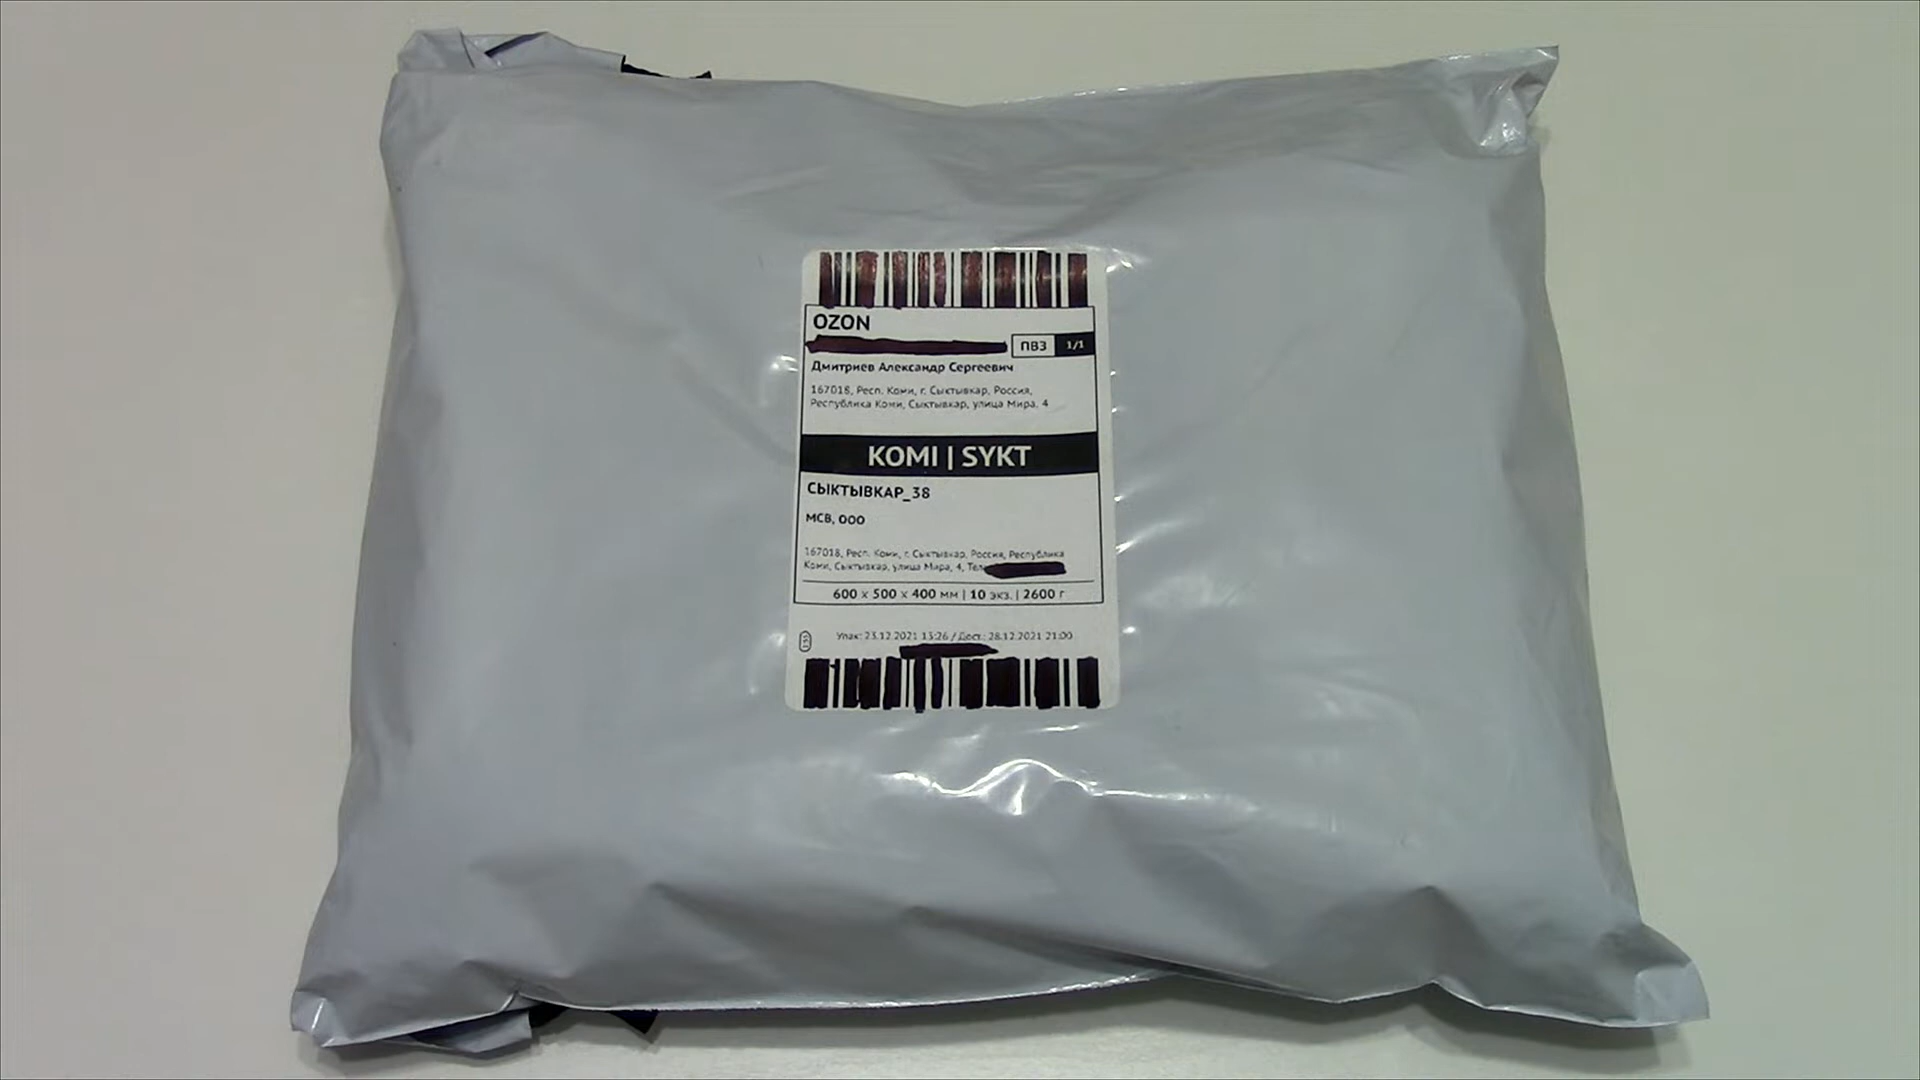 OZON
ПВЗ 1/1
Дмитриев Александр Сергеевич
167018, Респ. Коми, г. Сыктывкар, Россия,
Республика Коми, Сыктывкар, улица Мира, 4
KOMI | SYKT
СЫКТЫВКАР_38
МСВ, ООО
167018, Респ. Коми, г. Сыктывкар, Россия, Республика
Коми, Сыктывкар, улица Мира, 4, Тел
600 х 500 х 400 мм | 10 экз. | 2600 г
Упак: 23.12.2021 13:26 / Дост.: 28.12.2021 21:00